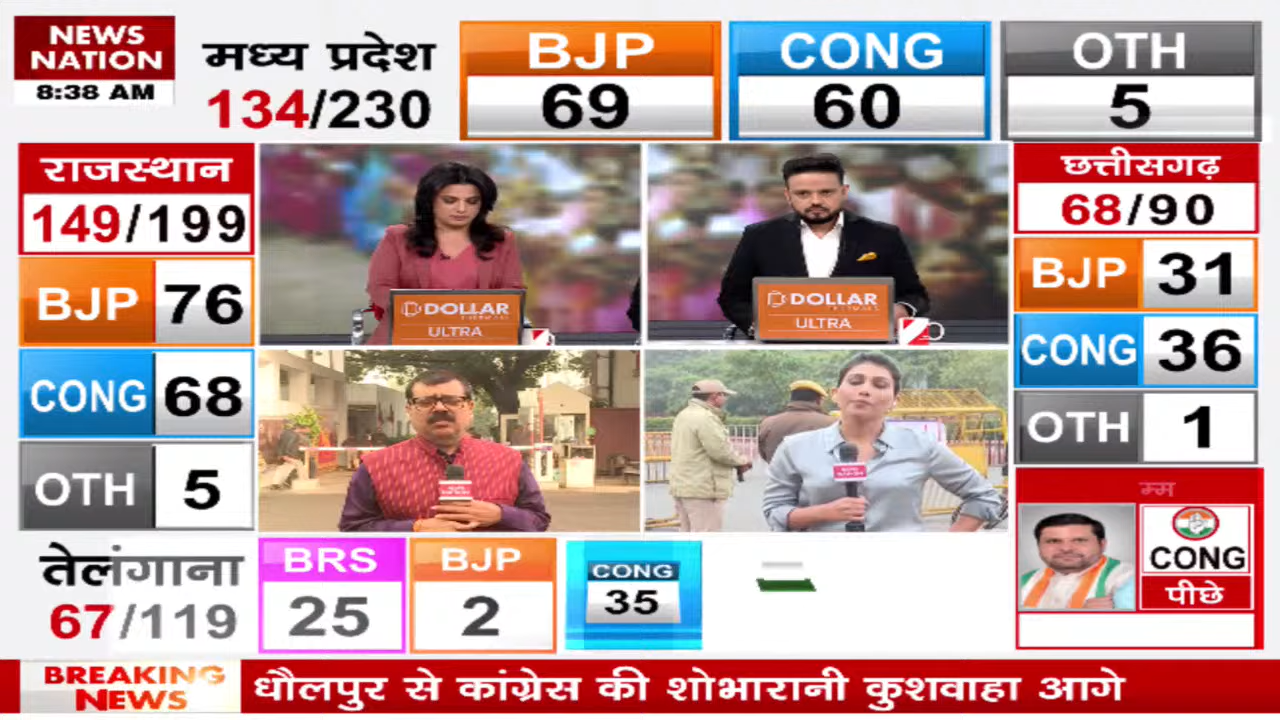 NEWS
NATION
8:38 AM
मध्य प्रदेश
134/230
BJP
69
CONG
60
OTH
5
राजस्थान
149/199
BJP 76
CONG 68
OTH 5
DOLLAR
ULTRA
DOLLAR
ULTRA
छत्तीसगढ़
68/90
BJP 31
CONG 36
OTH 1
CONG
पीछे
तेलंगाना
67/119
BRS
25
BJP
2
CONG
35
BREAKING
NEWS
धौलपुर से कांग्रेस की शोभारानी कुशवाहा आगे